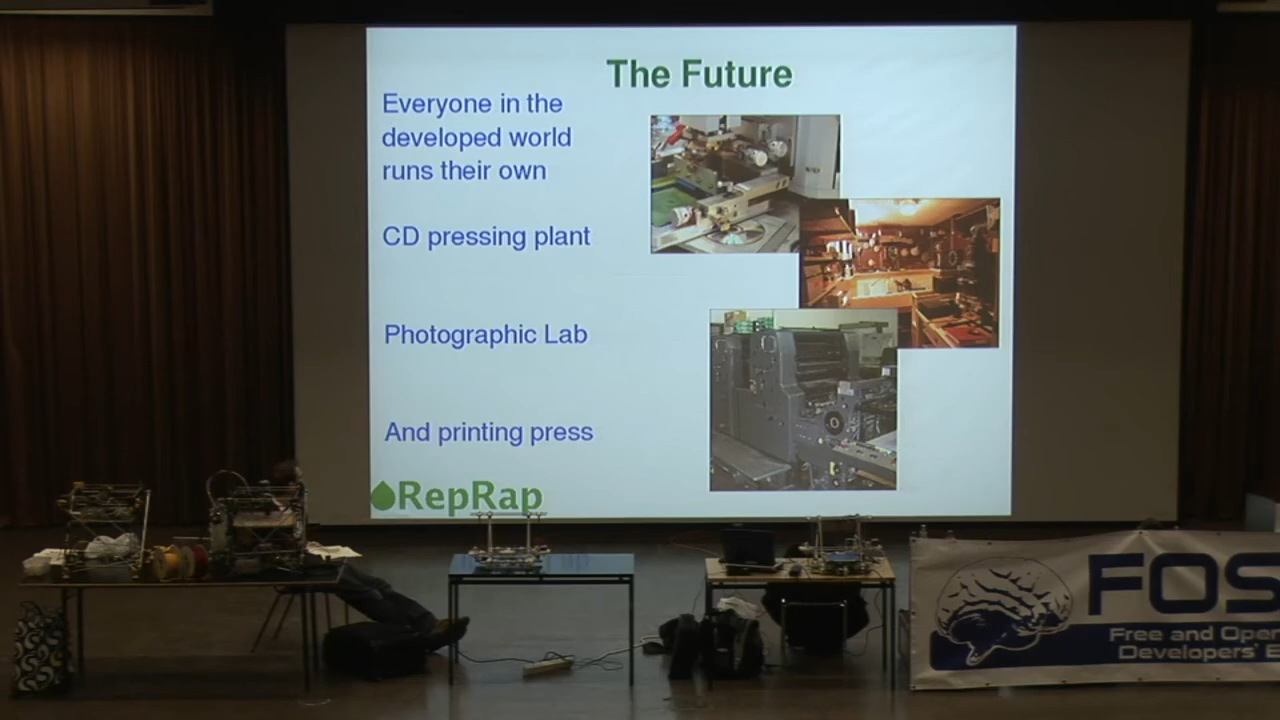 The Future
Everyone in the
developed world
runs their own
CD pressing plant
Photographic Lab
And printing press
RepRap
FOS
Free and Oper
Developers' E